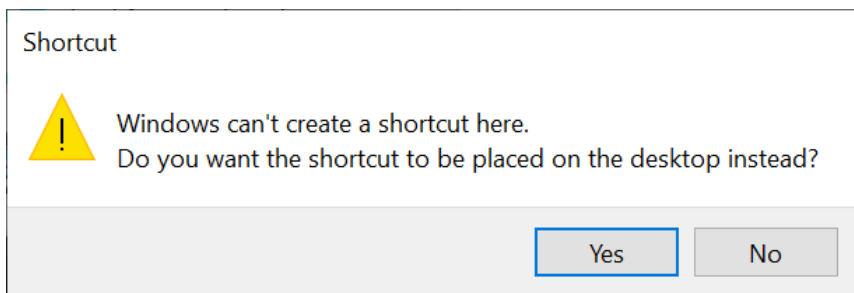 Shortcut
Windows can't create a shortcut here.
Do you want the shortcut to be placed on the desktop instead?
Yes
No